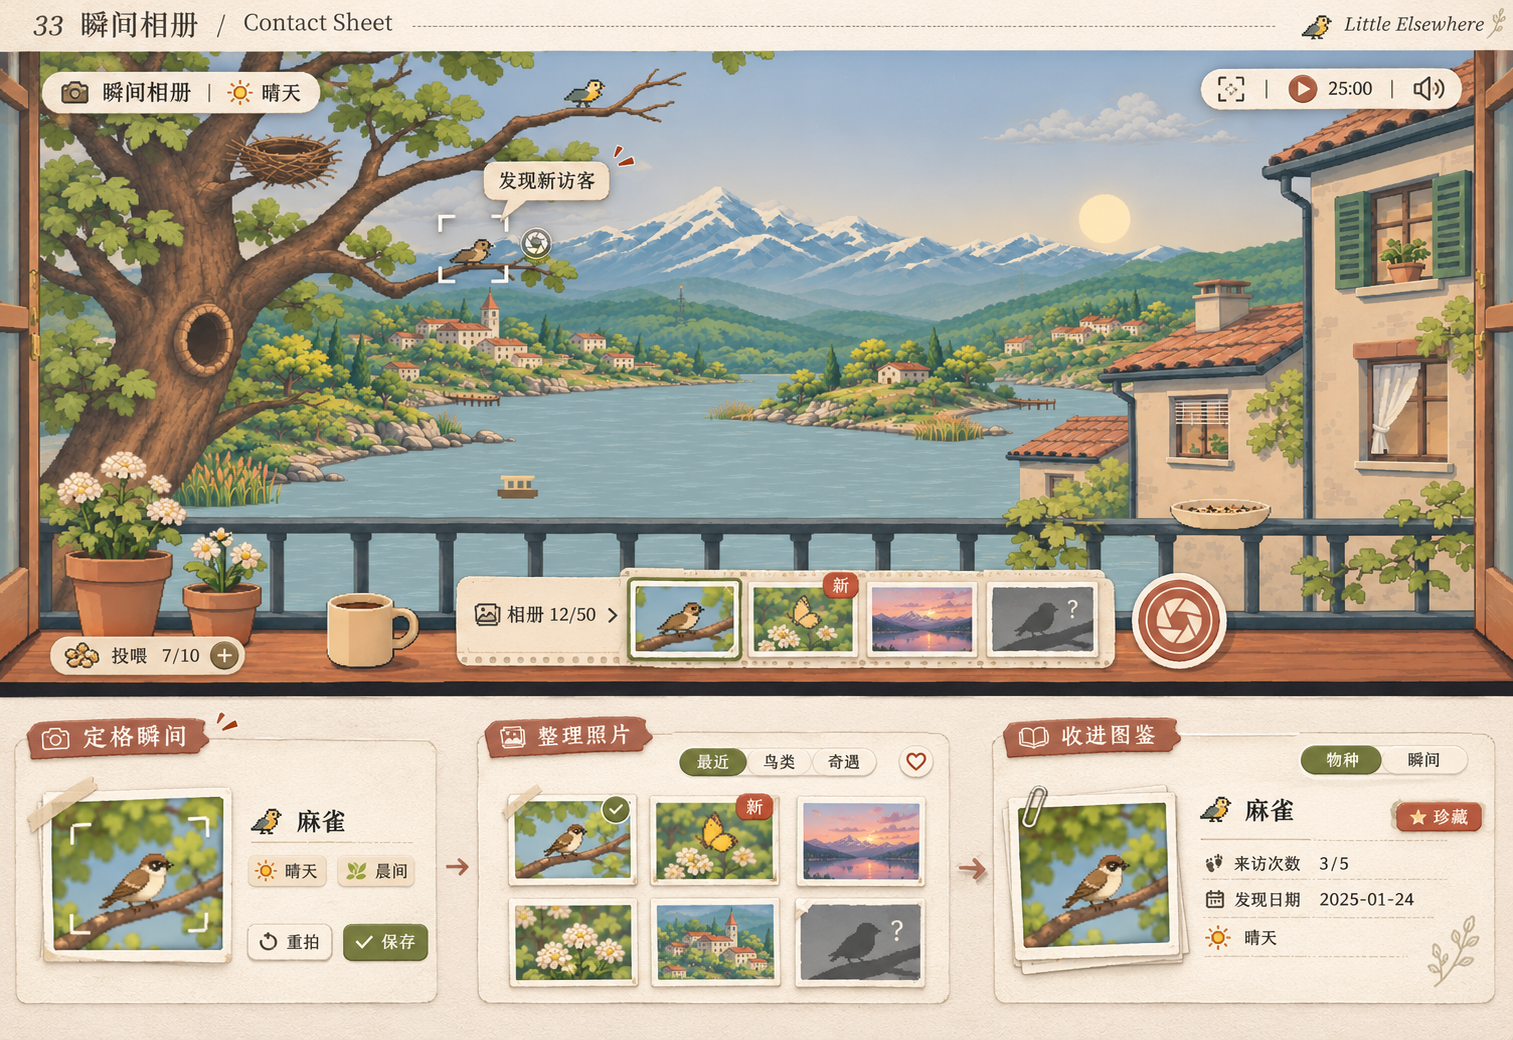 33 瞬间相册 / Contact Sheet
Little Elsewhere
瞬间相册 | 晴天
25:00
发现新访客
相册 12/50
新
?
投喂 7/10
定格瞬间
麻雀
晴天
晨间
重拍
保存
整理照片
最近 鸟类 奇遇
新
?
收进图鉴
物种 瞬间
麻雀
珍藏
来访次数 3/5
发现日期 2025-01-24
晴天